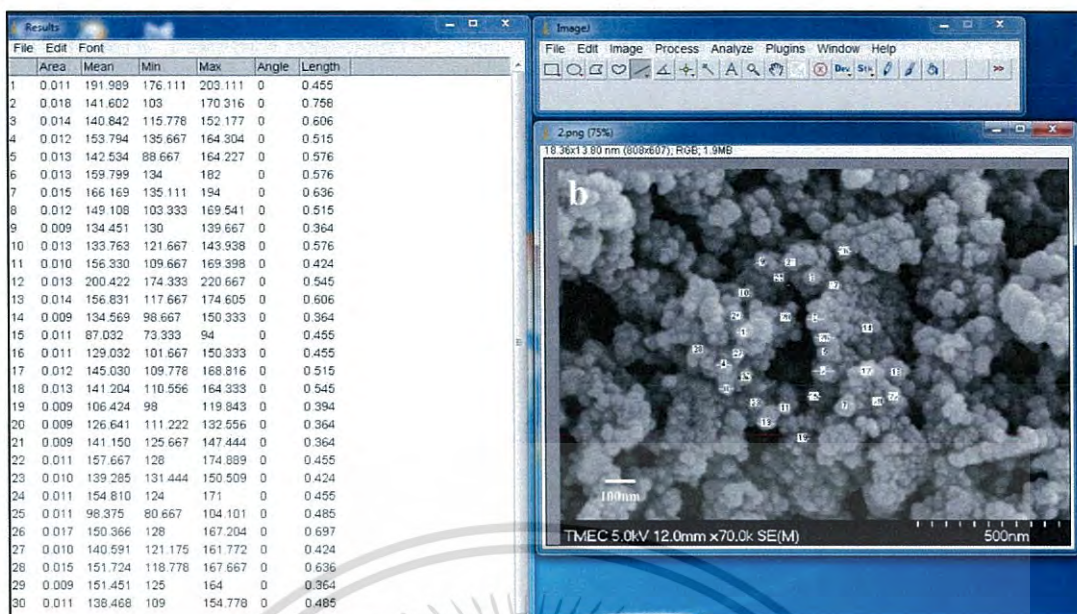 Results
File Edit Font
Area Mean Min Max Angle Length
1 0.011 191.989 176.111 203.111 0 0.455
2 0.018 141.602 103 170.316 0 0.758
3 0.014 140.842 115.778 152.177 0 0.606
4 0.012 153.794 135.667 164.304 0 0.515
5 0.013 142.534 88.667 164.227 0 0.576
6 0.013 159.799 134 182 0 0.576
7 0.015 166.169 135.111 194 0 0.636
8 0.012 149.108 103.333 169.541 0 0.515
9 0.009 134.451 130 139.667 0 0.364
10 0.013 133.763 121.667 143.938 0 0.576
11 0.010 156.330 109.667 169.398 0 0.424
12 0.013 200.422 174.333 220.667 0 0.545
13 0.014 156.831 117.667 174.605 0 0.606
14 0.009 134.569 98.667 150.333 0 0.364
15 0.011 87.032 73.333 94 0 0.455
16 0.011 129.032 101.667 150.333 0 0.455
17 0.012 145.030 109.778 168.816 0 0.515
18 0.013 141.204 110.556 164.333 0 0.545
19 0.009 106.424 98 119.843 0 0.394
20 0.009 126.641 111.222 132.556 0 0.364
21 0.009 141.150 125.667 147.444 0 0.364
22 0.011 157.667 128 174.889 0 0.455
23 0.010 139.285 131.444 150.509 0 0.424
24 0.011 154.810 124 171 0 0.455
25 0.011 98.375 80.667 104.101 0 0.485
26 0.017 150.366 128 167.204 0 0.697
27 0.010 140.591 121.175 161.772 0 0.424
28 0.015 151.724 118.778 167.667 0 0.636
29 0.009 151.451 125 164 0 0.364
30 0.011 138.468 109 154.778 0 0.485
ImageJ
File Edit Image Process Analyze Plugins Window Help
A Dev Stk >>
2.png (75%)
18.36x13.80 nm (808x607); RGB; 1.9MB
b
100nm
TMEC 5.0kV 12.0mm x70.0k SE(M) 500nm